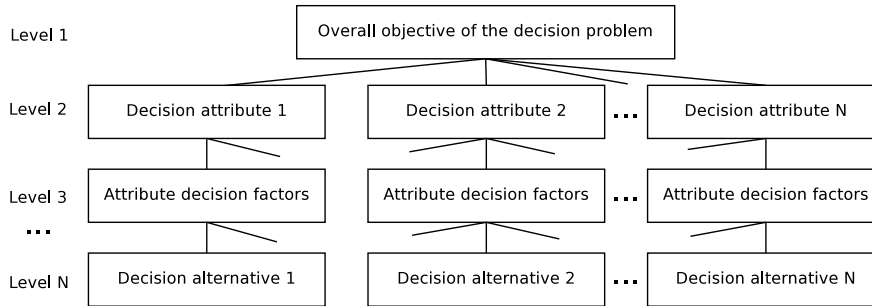 Level 1
Overall objective of the decision problem
Level 2
Decision attribute 1
Decision attribute 2
...
Decision attribute N
Level 3
Attribute decision factors
Attribute decision factors
...
Attribute decision factors
...
Level N
Decision alternative 1
Decision alternative 2
...
Decision alternative N